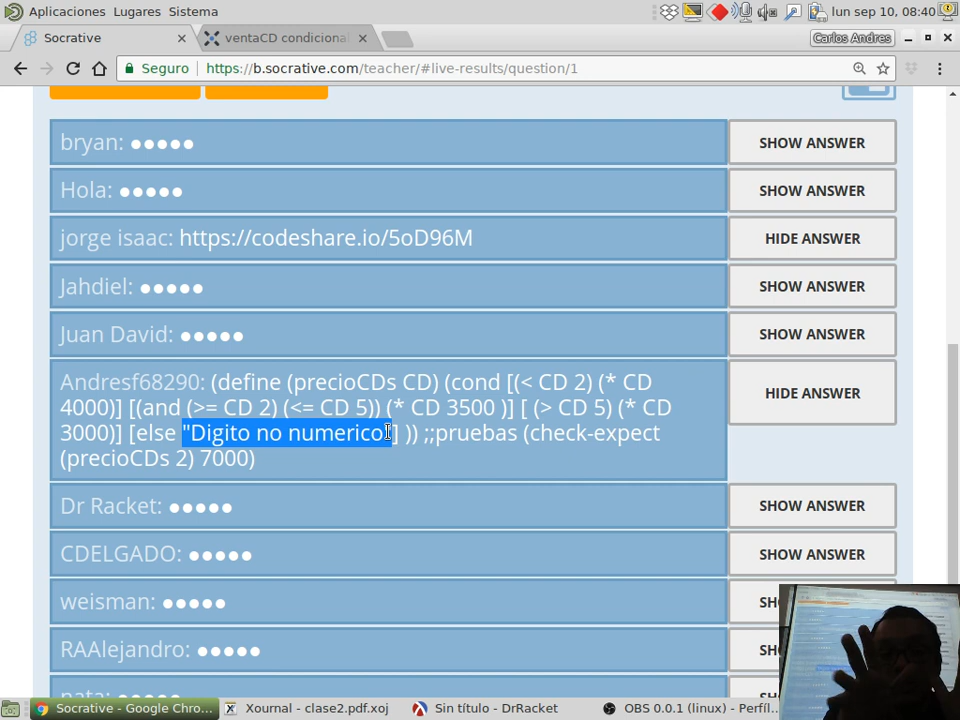 Aplicaciones Lugares Sistema
lun sep 10, 08:40
Socrative
ventaCD condiciona
Carlos Andres
Seguro
https://b.socrative.com/teacher/#live-results/question/1
bryan: ●●●●●
SHOW ANSWER
Hola: ●●●●●
SHOW ANSWER
jorge isaac: https://codeshare.io/5oD96M
HIDE ANSWER
Jahdiel: ●●●●●
SHOW ANSWER
Juan David: ●●●●●
SHOW ANSWER
Andresf68290: (define (precioCDs CD) (cond [(< CD 2) (* CD
4000)] [(and (>= CD 2) (<= CD 5)) (* CD 3500 )] [ (> CD 5) (* CD
3000)] [else "Digito no numerico"] )) ;;pruebas (check-expect
(precioCDs 2) 7000)
HIDE ANSWER
Dr Racket: ●●●●●
SHOW ANSWER
CDELGADO: ●●●●●
SHOW ANSWER
weisman: ●●●●●
SH
RAAlejandro: ●●●●●
SH
nata: ●●●●●
SH
Socrative - Google Chro...
Xournal - clase2.pdf.xoj
Sin título - DrRacket
OBS 0.0.1 (linux) - Perfil...